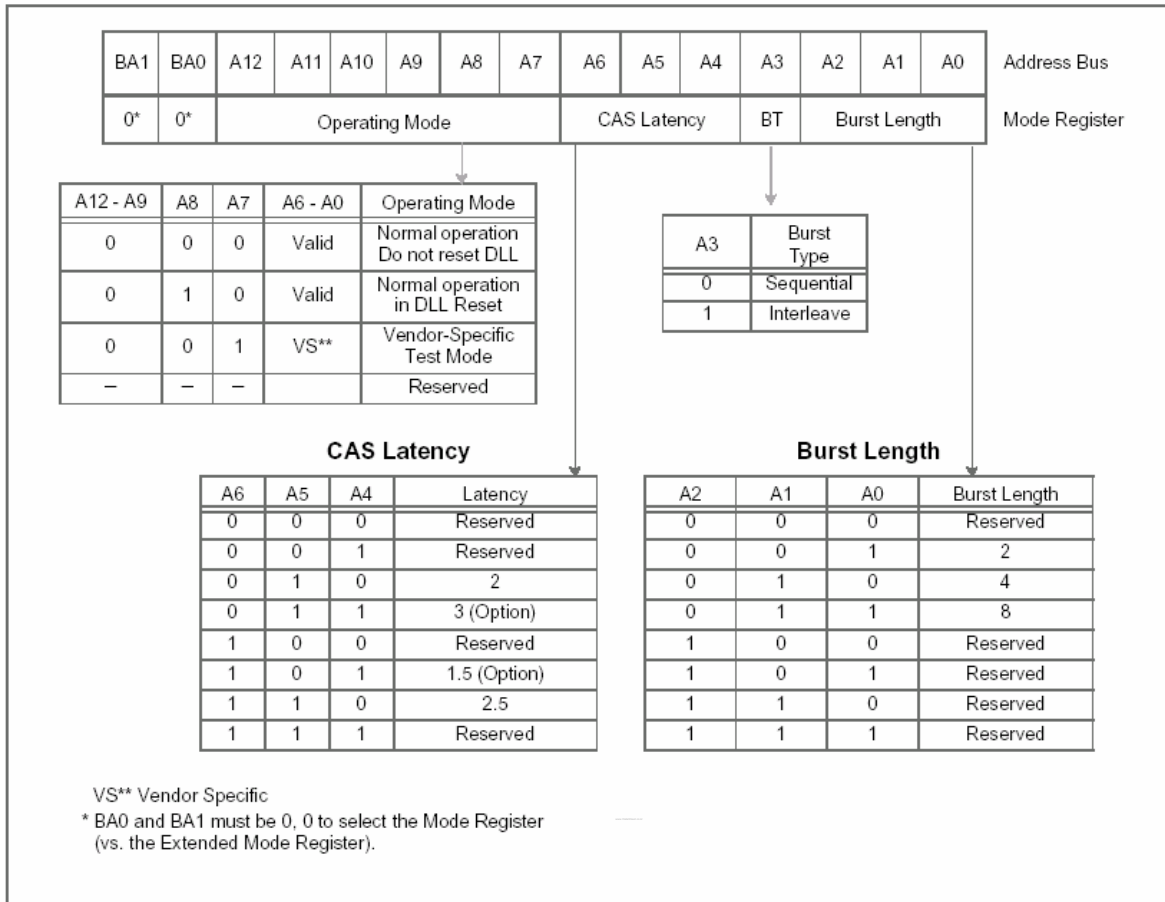 BA1 BA0 A12 A11 A10 A9 A8 A7 A6 A5 A4 A3 A2 A1 A0 Address Bus
0* 0* Operating Mode CAS Latency BT Burst Length Mode Register
A12 - A9 A8 A7 A6 - A0 Operating Mode
0 0 0 Valid Normal operation
Do not reset DLL
0 1 0 Valid Normal operation
in DLL Reset
0 0 1 VS** Vendor-Specific
Test Mode
– – – Reserved
A3 Burst
Type
0 Sequential
1 Interleave
CAS Latency
A6 A5 A4 Latency
0 0 0 Reserved
0 0 1 Reserved
0 1 0 2
0 1 1 3 (Option)
1 0 0 Reserved
1 0 1 1.5 (Option)
1 1 0 2.5
1 1 1 Reserved
Burst Length
A2 A1 A0 Burst Length
0 0 0 Reserved
0 0 1 2
0 1 0 4
0 1 1 8
1 0 0 Reserved
1 0 1 Reserved
1 1 0 Reserved
1 1 1 Reserved
VS** Vendor Specific
* BA0 and BA1 must be 0, 0 to select the Mode Register
(vs. the Extended Mode Register).